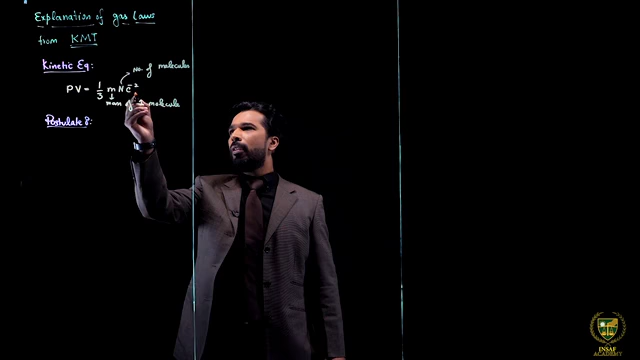 Explanation of gas Laws
from KMT
Kinetic Eq:
No. of molecules
PV = 1/3 m N c̄²
mass of 1 molecule
Postulate 8:
INSAF
ACADEMY